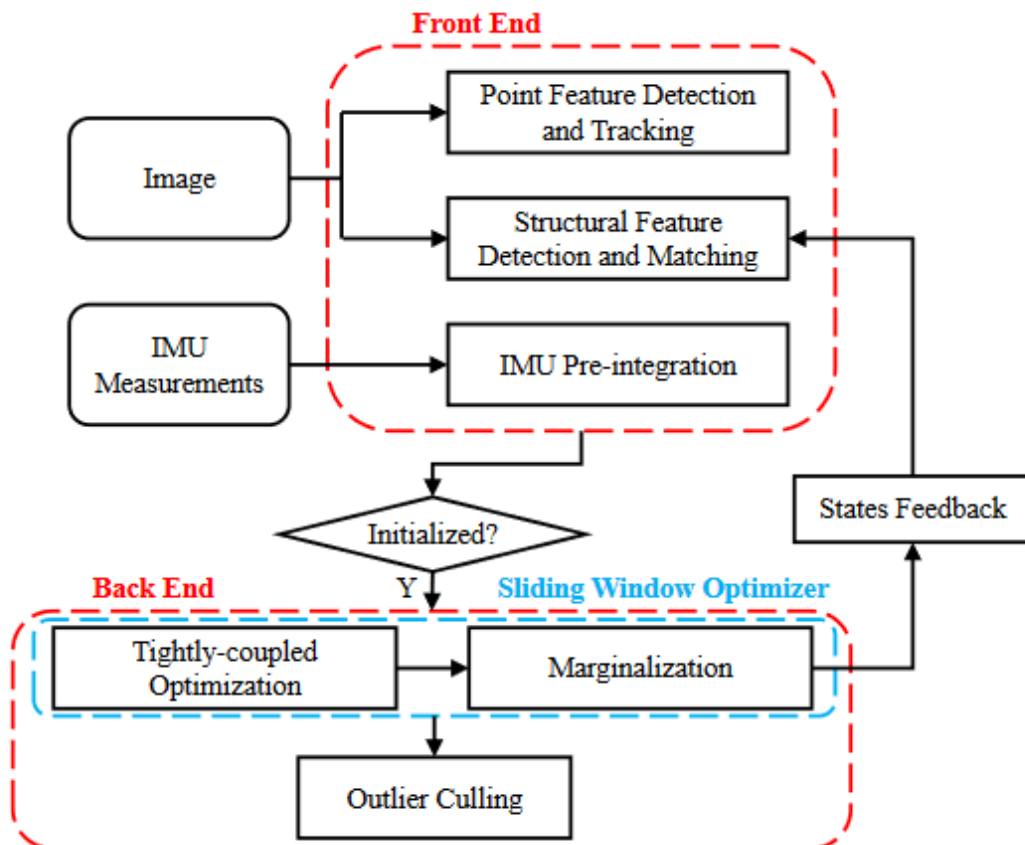 Front End
Point Feature Detection
and Tracking
Image
Structural Feature
Detection and Matching
IMU
Measurements
IMU Pre-integration
States Feedback
Initialized?
Y
Back End
Sliding Window Optimizer
Tightly-coupled
Optimization
Marginalization
Outlier Culling